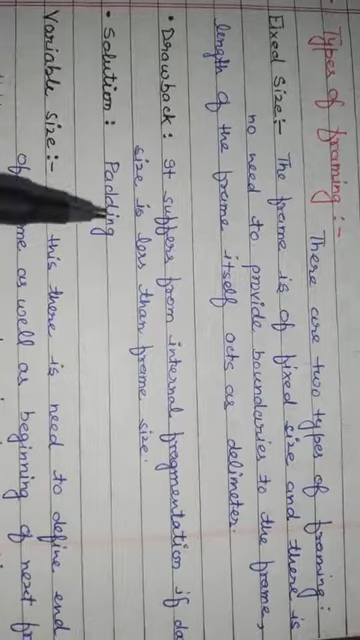 Types of framing:- There are two types of framing:
Fixed Size:- The frame is of fixed size and there is
no need to provide boundaries to the frame,
length of the frame itself acts as delimeter.
• Drawback: It suffers from internal fragmentation if da
size is less than frame size.
• Solution: Padding
Variable size:- this there is need to define end
of me as well as beginning of next fr